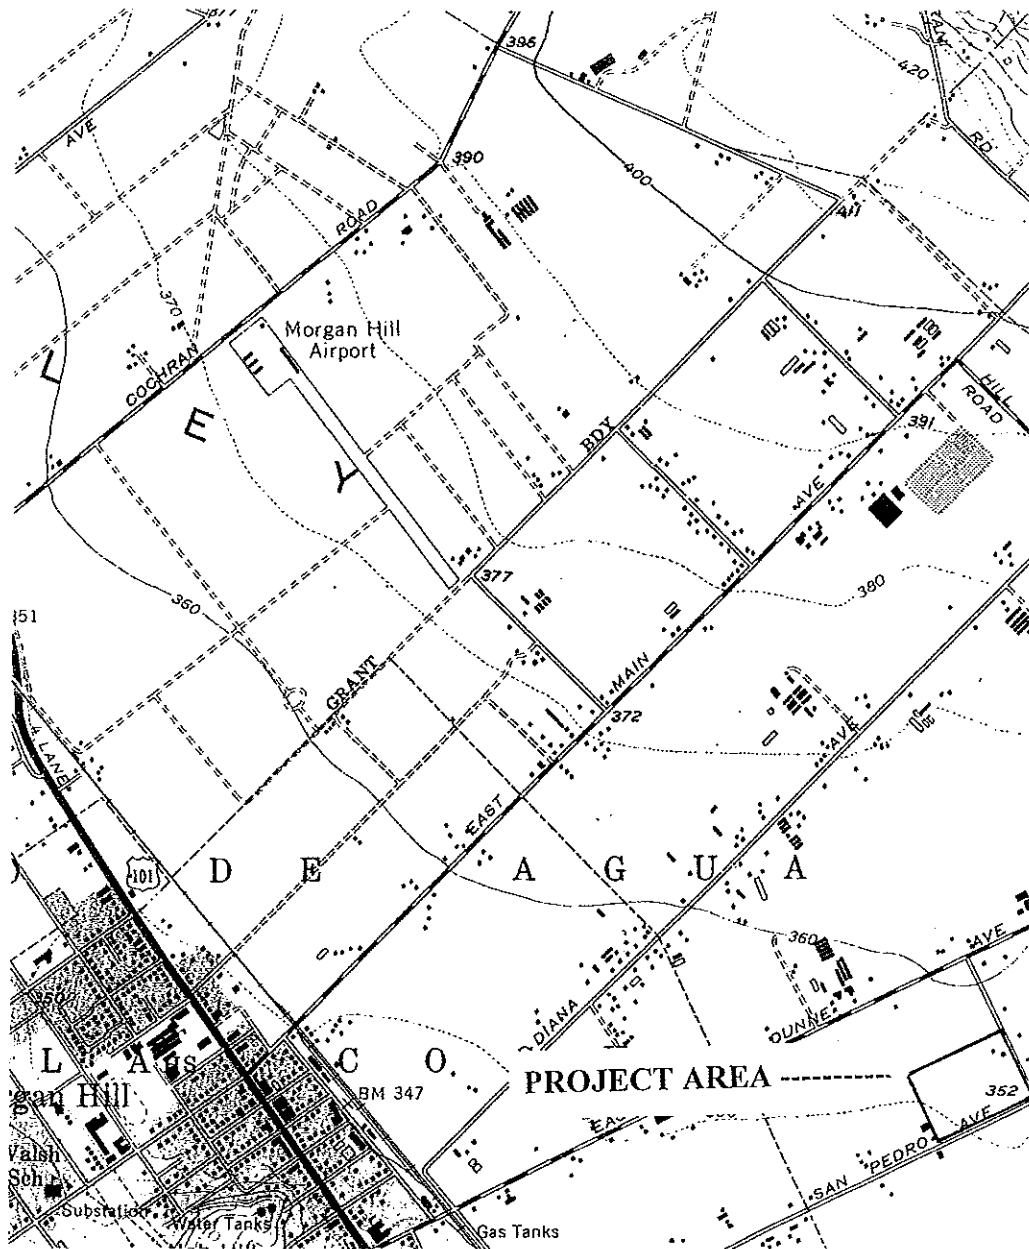 395
420
RD
AVE
390
400
ROAD
411
370
Morgan Hill
Airport
COCHRAN
L
E
Y
HILL
ROAD
391
BDY
AVE
377
360
380
351
GRANT
MAIN
372
4 LANE
AVE
EAST
101
D E A G U A
360
AVE
350
DIANA
DUNNE
L A C O
PROJECT AREA
BM 347
352
gan Hill
AVE
PEDRO
SAN
Walsh
Sch
Substation
Water Tanks
Gas Tanks